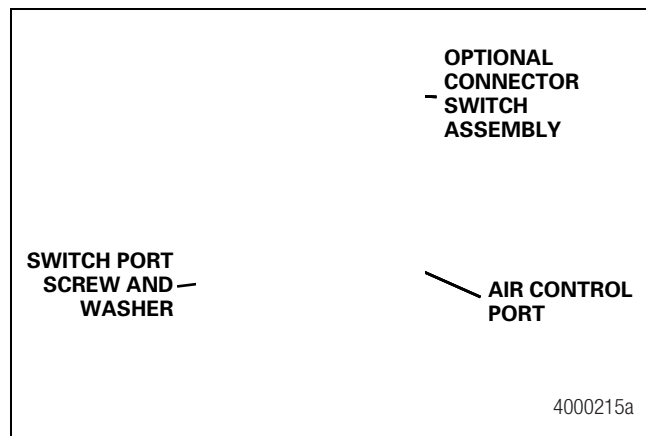 OPTIONAL
CONNECTOR
SWITCH
ASSEMBLY
SWITCH PORT
SCREW AND
WASHER
AIR CONTROL
PORT
4000215a